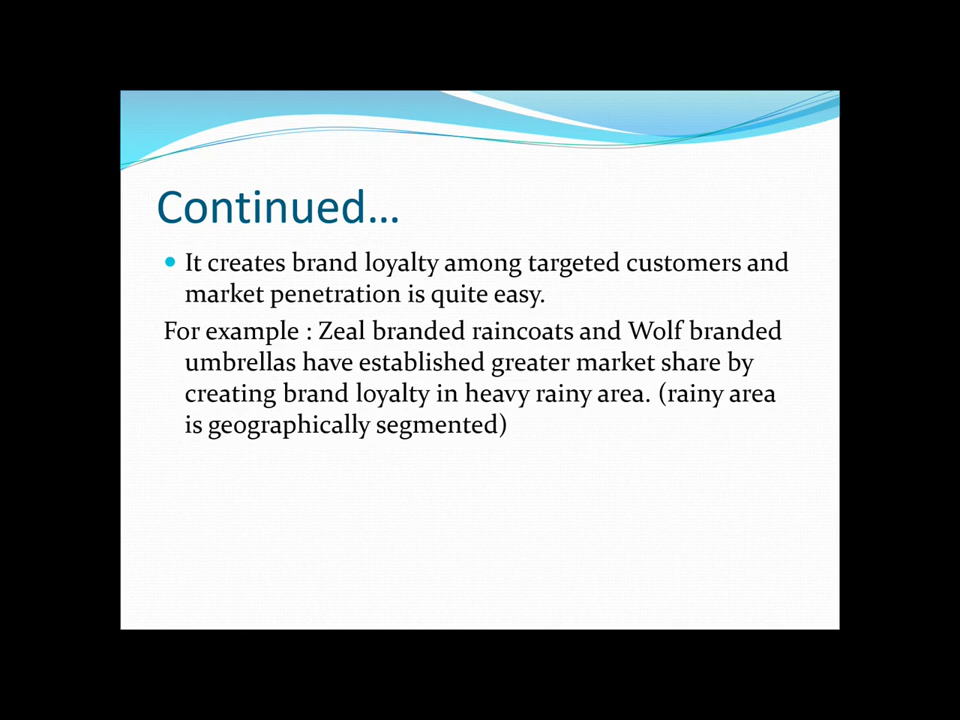 Continued...
It creates brand loyalty among targeted customers and
market penetration is quite easy.
For example : Zeal branded raincoats and Wolf branded
umbrellas have established greater market share by
creating brand loyalty in heavy rainy area. (rainy area
is geographically segmented)